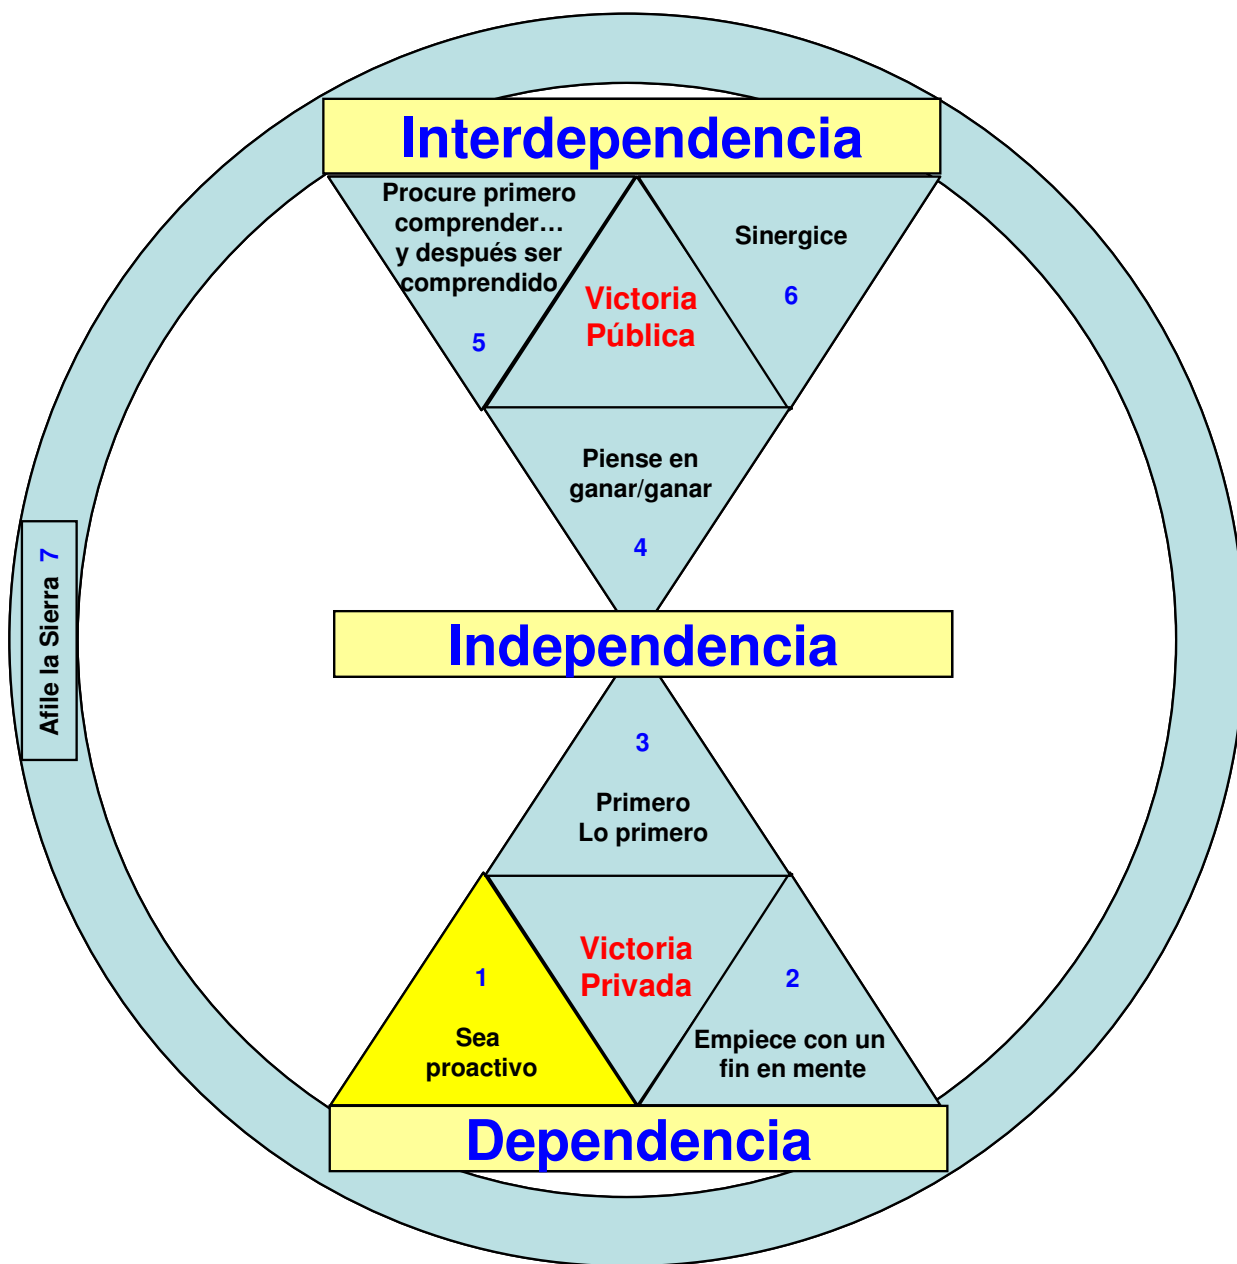 Interdependencia
Procure primero
comprender…
y después ser
comprendido
5
Victoria
Pública
Sinergice
6
Piense en
ganar/ganar
4
Afile la Sierra 7
Independencia
3
Primero
Lo primero
1
Sea
proactivo
Victoria
Privada
2
Empiece con un
fin en mente
Dependencia